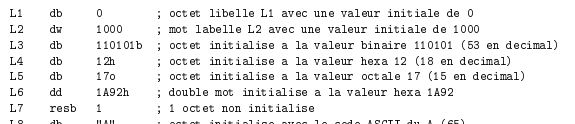 L1 db 0 ; octet libelle L1 avec une valeur initiale de 0
L2 dw 1000 ; mot labelle L2 avec une valeur initiale de 1000
L3 db 110101b ; octet initialise a la valeur binaire 110101 (53 en decimal)
L4 db 12h ; octet initialise a la valeur hexa 12 (18 en decimal)
L5 db 17o ; octet initialise a la valeur octale 17 (15 en decimal)
L6 dd 1A92h ; double mot initialise a la valeur hexa 1A92
L7 resb 1 ; 1 octet non initialise
L8 db "A" ; octet initialise avec le code ASCII du A (65)